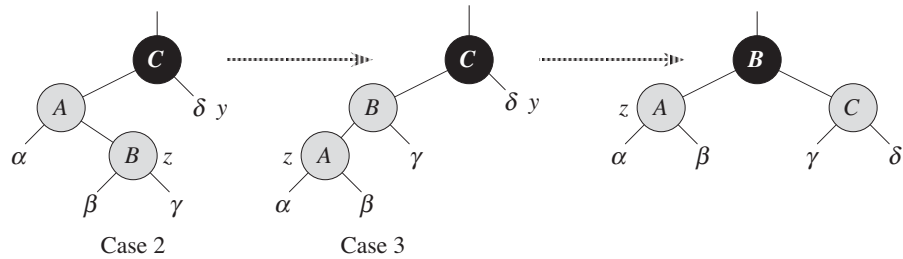 C C B
δ y δ y
A B z A C
α B z z A γ α β γ δ
β γ α β
Case 2 Case 3